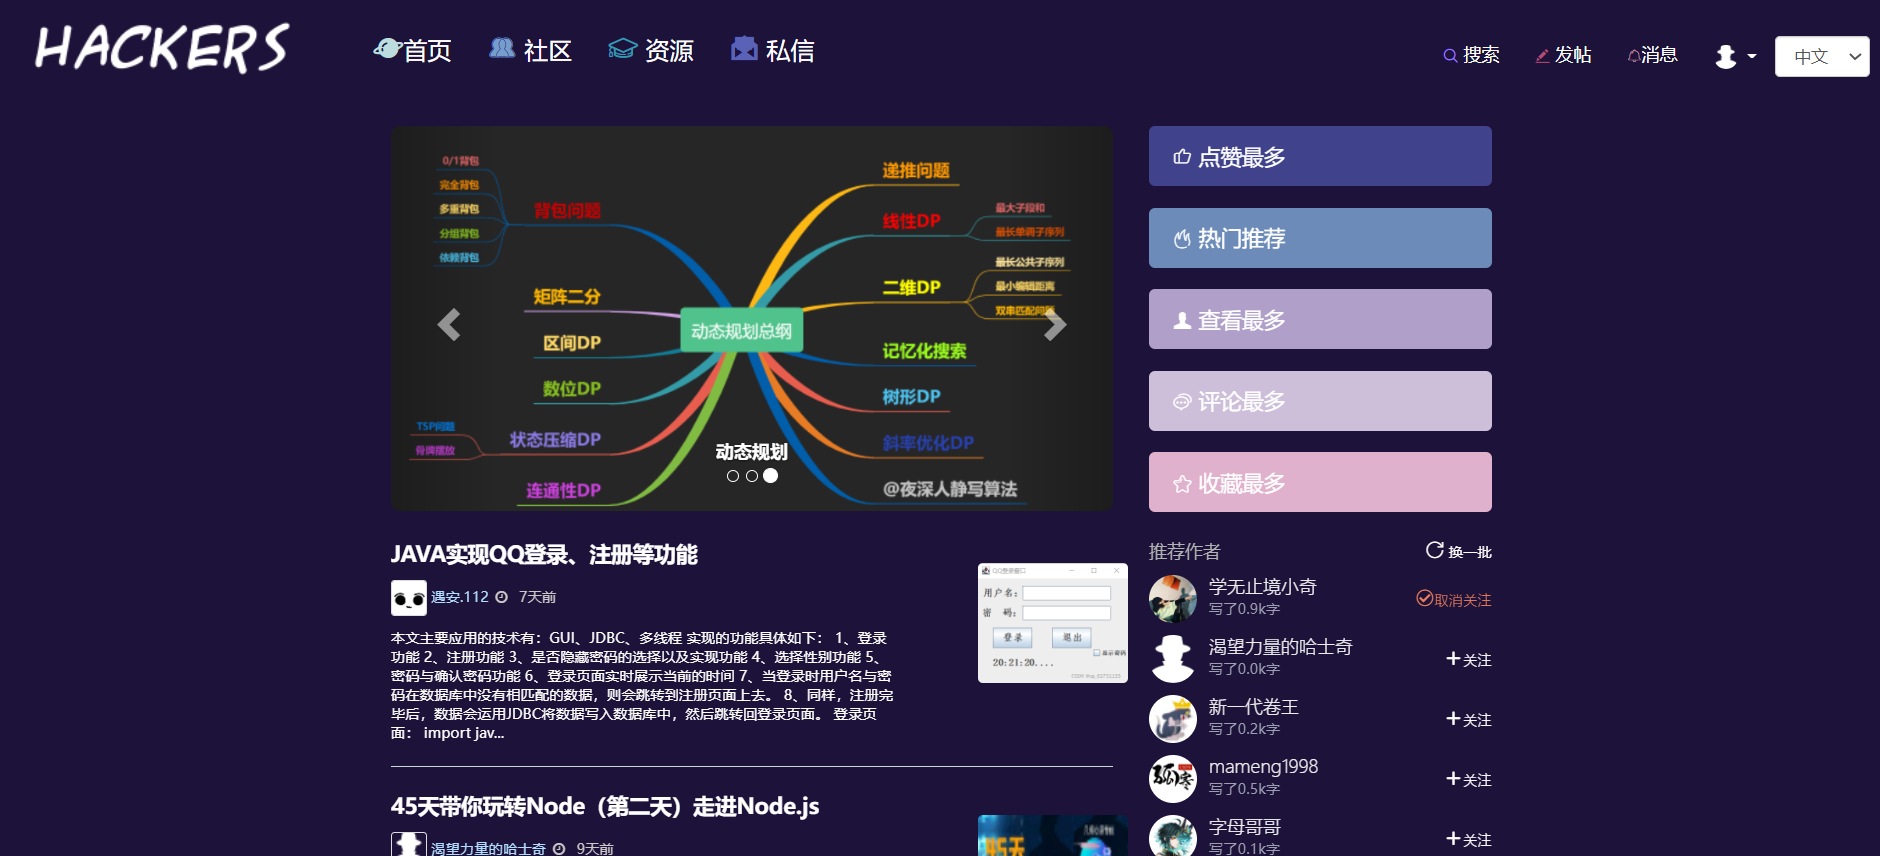 HACKERS
首页
社区
资源
私信
搜索
发帖
消息
中文
0/1背包
完全背包
多重背包
分组背包
依赖背包
背包问题
矩阵二分
区间DP
数位DP
状态压缩DP
TSP问题
骨牌摆放
连通性DP
动态规划总纲
递推问题
线性DP
最大子段和
最长单调子序列
二维DP
最长公共子序列
最小编辑距离
双串匹配问题
记忆化搜索
树形DP
斜率优化DP
@夜深人静写算法
动态规划
点赞最多
热门推荐
查看最多
评论最多
收藏最多
JAVA实现QQ登录、注册等功能
遇安.112 7天前
本文主要应用的技术有：GUI、JDBC、多线程 实现的功能具体如下： 1、登录
功能 2、注册功能 3、是否隐藏密码的选择以及实现功能 4、选择性别功能 5、
密码与确认密码功能 6、登录页面实时展示当前的时间 7、当登录时用户名与密
码在数据库中没有相匹配的数据，则会跳转到注册页面上去。 8、同样，注册完
毕后，数据会运用JDBC将数据写入数据库中，然后跳转回登录页面。 登录页
面： import jav...
QQ登录窗口
用户名：
密 码：
登录
退出
显示密码
20:21:20....
45天带你玩转Node（第二天）走进Node.js
渴望力量的哈士奇 9天前
45天
推荐作者
换一批
学无止境小奇
写了0.9k字
取消关注
渴望力量的哈士奇
写了0.0k字
关注
新一代卷王
写了0.2k字
关注
mameng1998
写了0.5k字
关注
字母哥哥
写了0.1k字
关注